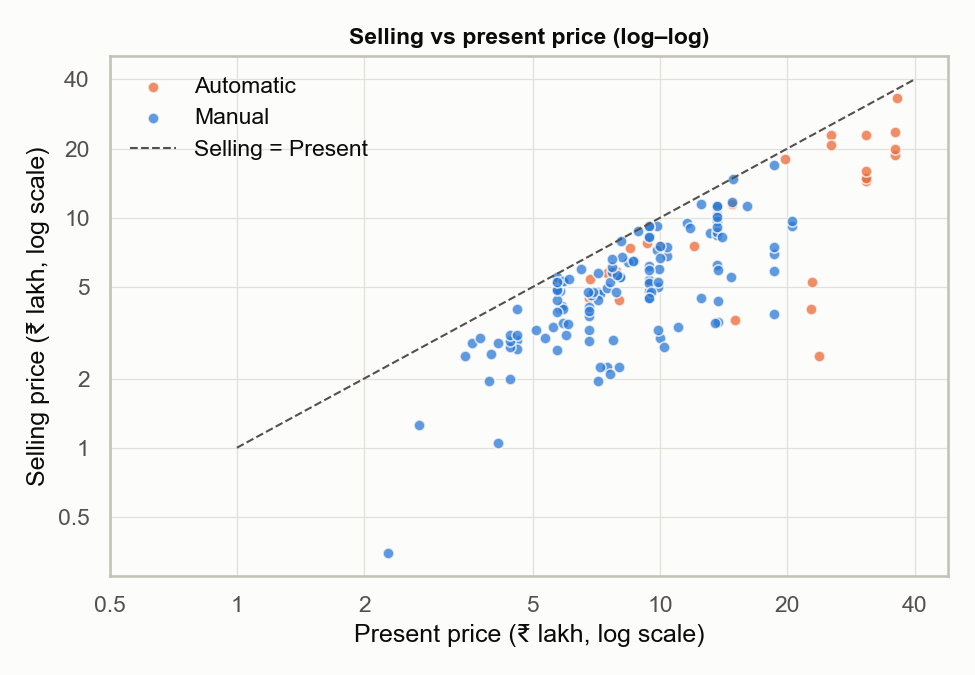 Selling vs present price (log–log)
Automatic
Manual
Selling = Present
Selling price (₹ lakh, log scale)
40
20
10
5
2
1
0.5
0.5 1 2 5 10 20 40
Present price (₹ lakh, log scale)